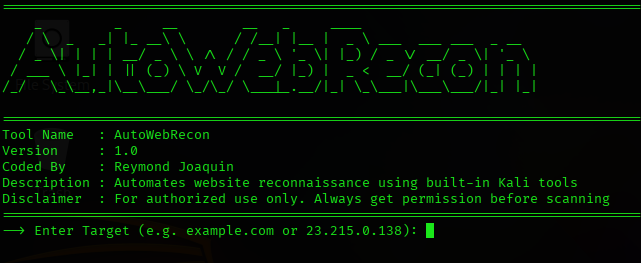 AutoWebRecon
Tool Name : AutoWebRecon
Version : 1.0
Coded By : Reymond Joaquin
Description : Automates website reconnaissance using built-in Kali tools
Disclaimer : For authorized use only. Always get permission before scanning
--> Enter Target (e.g. example.com or 23.215.0.138):